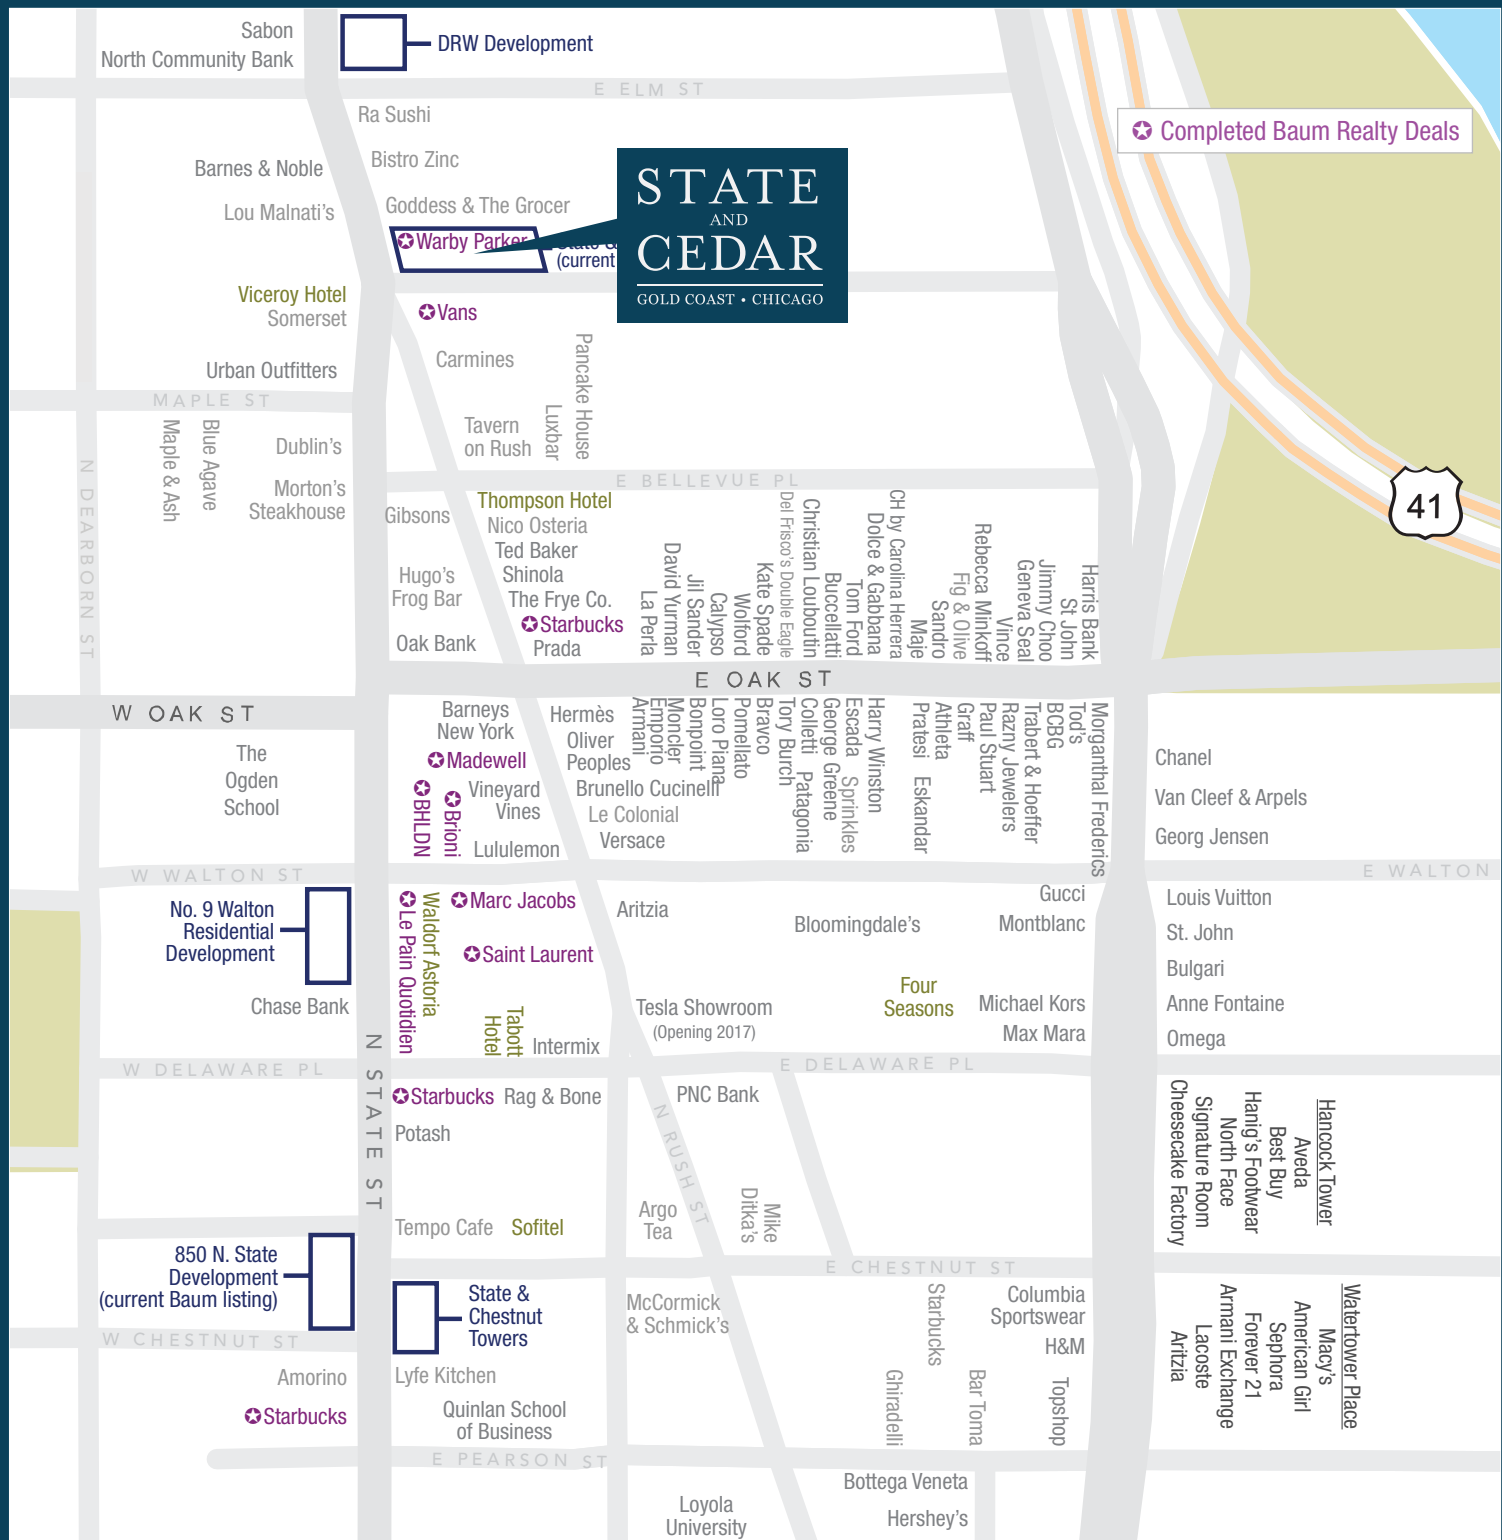 Sabon
North Community Bank
DRW Development
E ELM ST
Ra Sushi
Completed Baum Realty Deals
Bistro Zinc
Barnes & Noble
Lou Malnati's
Goddess & The Grocer
Warby Parker
(current
STATE
AND
CEDAR
GOLD COAST • CHICAGO
Viceroy Hotel
Somerset
Vans
Carmines
Pancake House
Urban Outfitters
MAPLE ST
Luxbar
Tavern
on Rush
Maple & Ash
Blue Agave
Dublin's
Morton's
Steakhouse
N DEARBORN ST
E BELLEVUE PL
41
Gibsons
Thompson Hotel
Nico Osteria
Ted Baker
Shinola
The Frye Co.
Starbucks
Prada
Hugo's
Frog Bar
Oak Bank
La Perla
David Yurman
Jil Sander
Calypso
Wolford
Kate Spade
Del Frisco's Double Eagle
Christian Louboutin
Buccellatti
Tom Ford
Dolce & Gabbana
CH by Carolina Herrera
Maje
Sandro
Fig & Olive
Rebecca Minkoff
Vince
Geneva Seal
Jimmy Choo
St John
Harris Bank
E OAK ST
W OAK ST
The
Ogden
School
Barneys
New York
Madewell
BHLDN
Brioni
Vineyard
Vines
Lululemon
Hermès
Oliver
Peoples
Brunello Cucinelli
Le Colonial
Versace
Armani
Emporio
Moncler
Bonpoint
Loro Piana
Pomellato
Bravco
Tory Burch
Colletti
Patagonia
George Greene
Escada
Sprinkles
Harry Winston
Pratesi
Eskandar
Athleta
Graff
Paul Stuart
Razny Jewelers
Trabert & Hoeffer
BCBG
Tod's
Morganthal Frederics
Chanel
Van Cleef & Arpels
Georg Jensen
W WALTON ST
E WALTON
No. 9 Walton
Residential
Development
Chase Bank
Le Pain Quotidien
Waldorf Astoria
Marc Jacobs
Saint Laurent
Tabott
Hotel
Intermix
Aritzia
Tesla Showroom
(Opening 2017)
Bloomingdale's
Four
Seasons
Gucci
Montblanc
Michael Kors
Max Mara
Louis Vuitton
St. John
Bulgari
Anne Fontaine
Omega
W DELAWARE PL
E DELAWARE PL
N STATE ST
Starbucks
Rag & Bone
Potash
PNC Bank
N RUSH ST
Tempo Cafe
Sofitel
Argo
Tea
Mike
Ditka's
Hancock Tower
Aveda
Best Buy
Hanig's Footwear
North Face
Signature Room
Cheesecake Factory
850 N. State
Development
(current Baum listing)
E CHESTNUT ST
W CHESTNUT ST
State &
Chestnut
Towers
McCormick
& Schmick's
Starbucks
Columbia
Sportswear
H&M
Watertower Place
Macy's
American Girl
Sephora
Forever 21
Armani Exchange
Lacoste
Aritzia
Amorino
Starbucks
Lyfe Kitchen
Quinlan School
of Business
Ghiradelli
Bar Toma
Topshop
E PEARSON ST
Loyola
University
Bottega Veneta
Hershey's